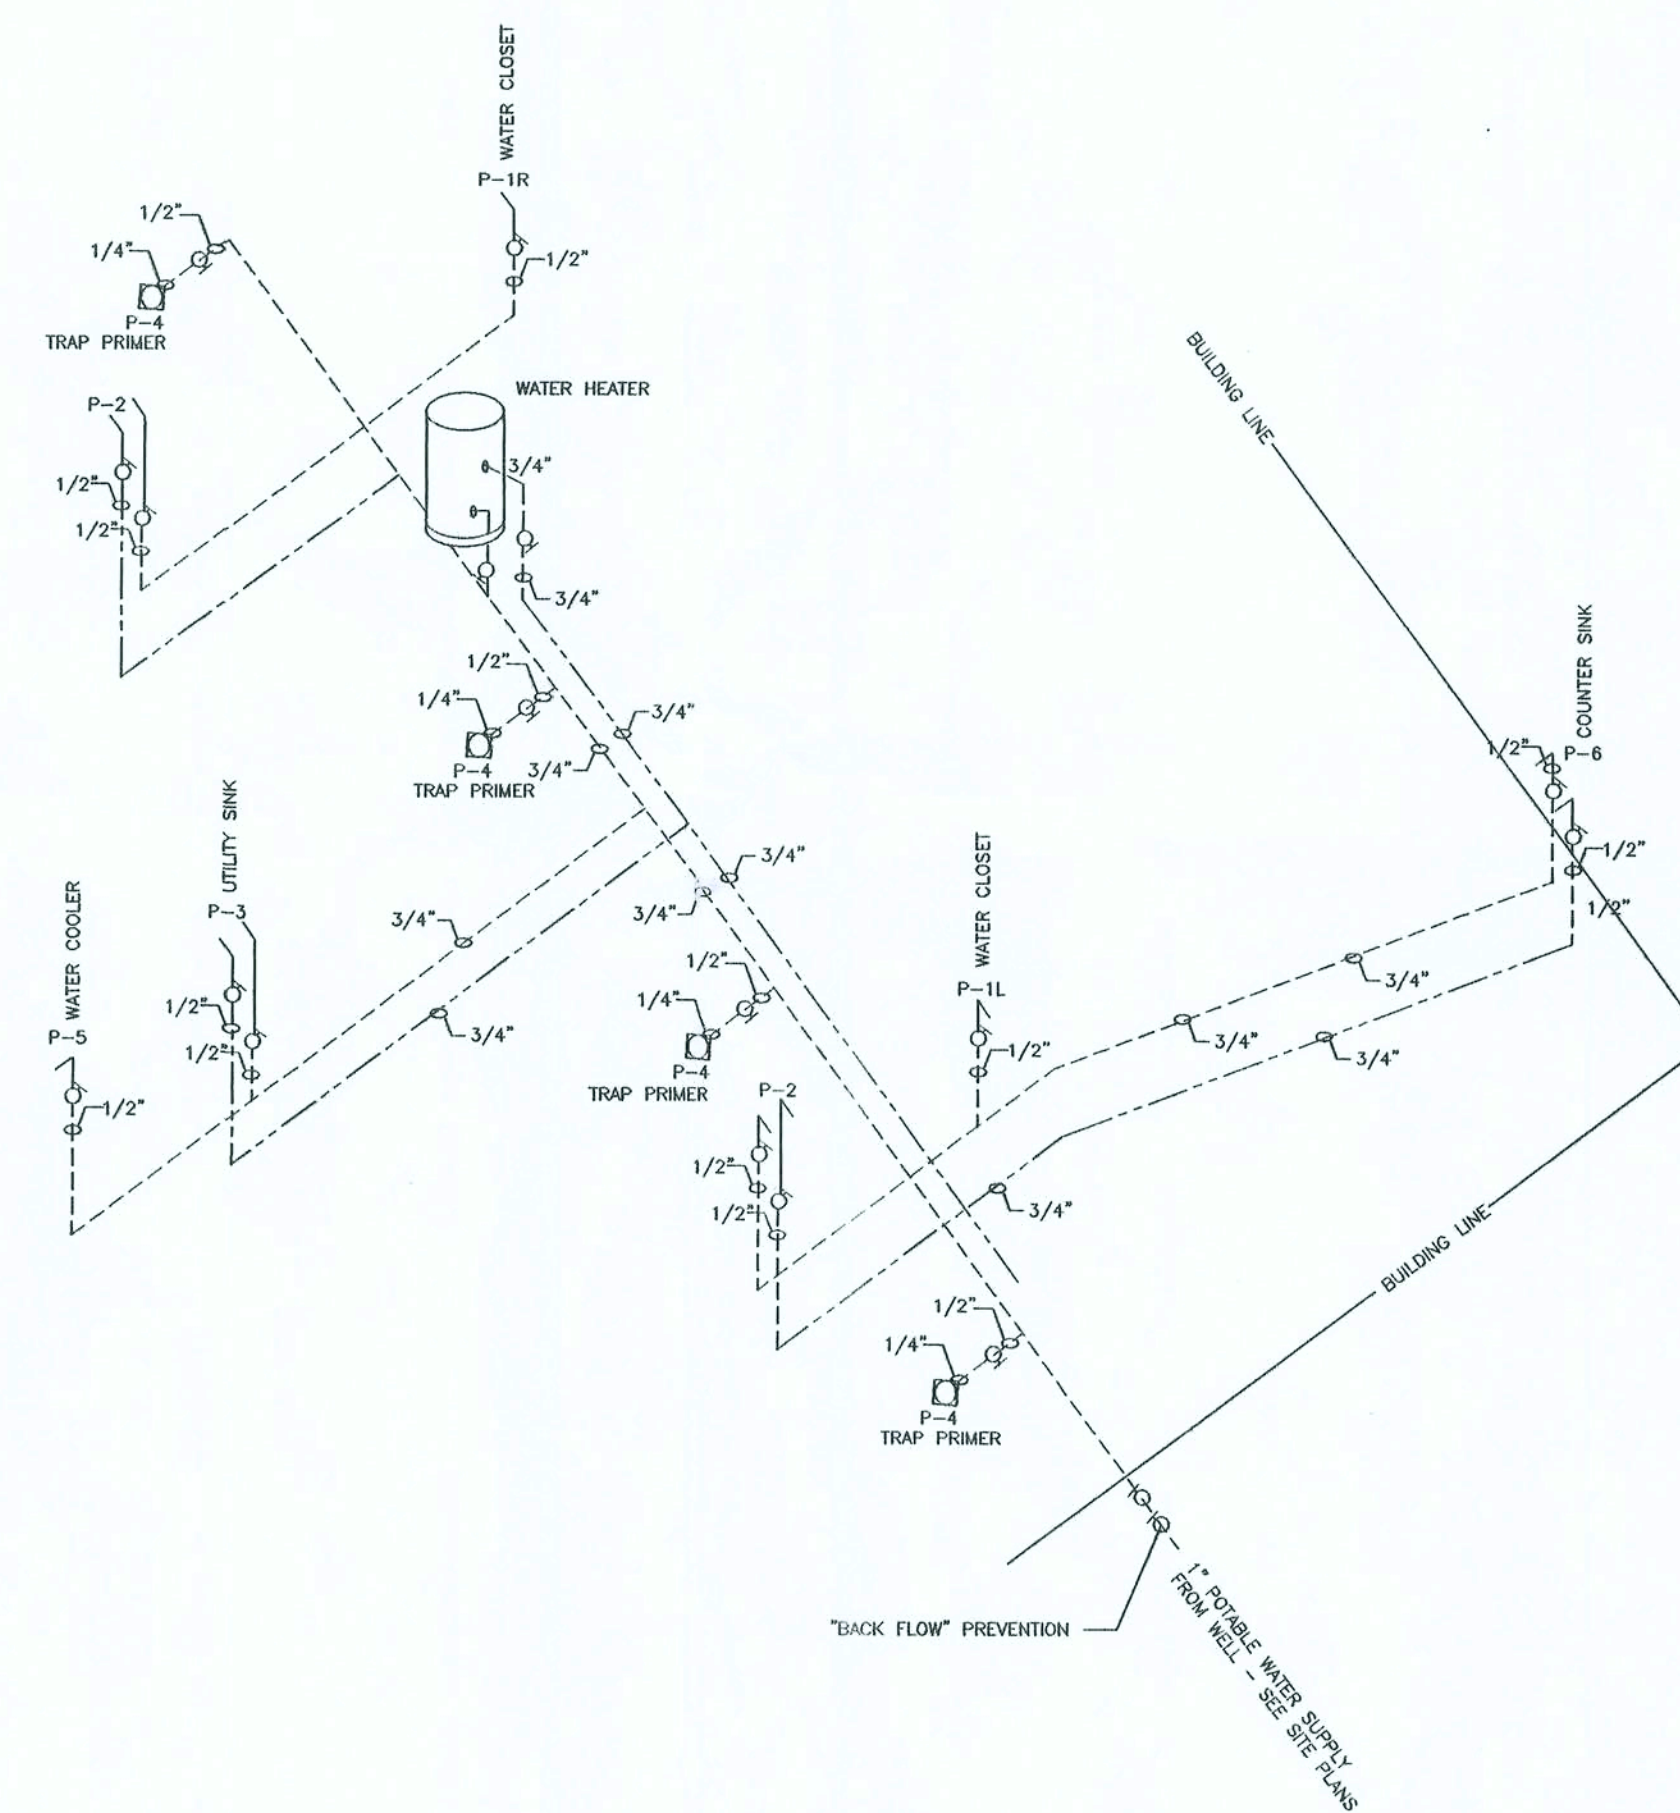 WATER CLOSET
P-1R
1/2"
1/2"
1/4"
P-4
TRAP PRIMER
WATER HEATER
P-2
3/4"
1/2"
1/2"
3/4"
1/2"
1/4"
3/4"
P-4
3/4"
TRAP PRIMER
BUILDING LINE
COUNTER SINK
1/2"
P-6
1/2"
1/2"
UTILITY SINK
P-3
3/4"
3/4"
3/4"
WATER COOLER
P-5
1/2"
1/2"
1/2"
3/4"
1/2"
1/4"
P-4
TRAP PRIMER
WATER CLOSET
P-1L
1/2"
3/4"
3/4"
3/4"
P-2
1/2"
1/2"
3/4"
BUILDING LINE
1/2"
1/4"
P-4
TRAP PRIMER
"BACK FLOW" PREVENTION
1" POTABLE WATER SUPPLY
FROM WELL - SEE SITE PLANS